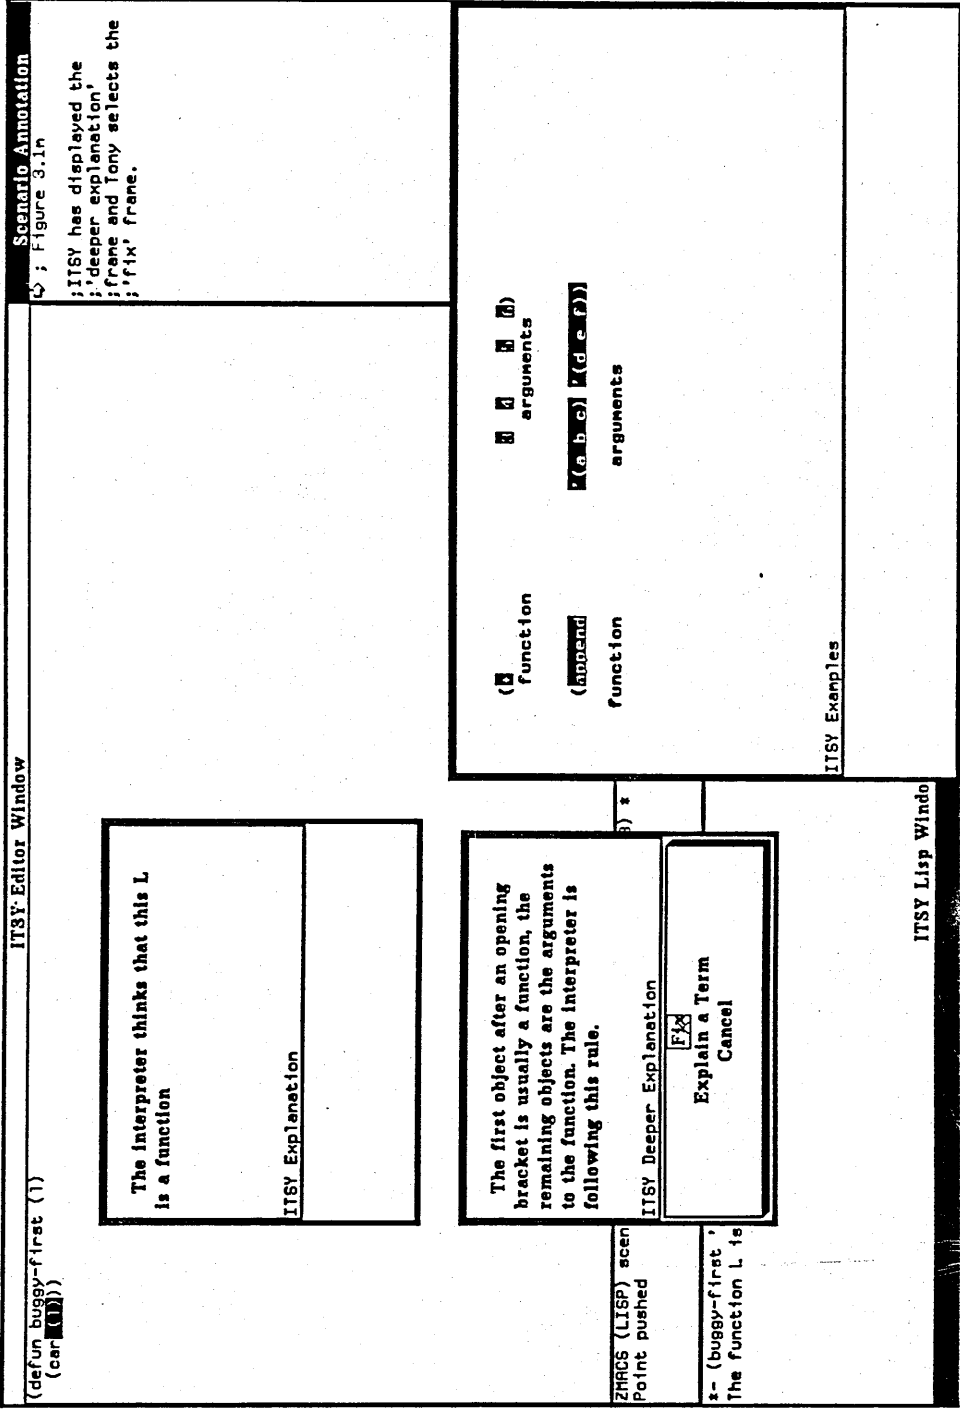 ITSY Editor Window
(defun buggy-first (l)
(car (l)))
Scenario Annotation
; Figure 3.1n
;ITSY has displayed the
;'deeper explanation'
;frame and Tony selects the
;'fix' frame.
The interpreter thinks that this L
is a function
ITSY Explanation
The first object after an opening
bracket is usually a function, the
remaining objects are the arguments
to the function. The interpreter is
following this rule.
ITSY Deeper Explanation
Fix
Explain a Term
Cancel
function arguments
(append '(a b c) '(d e f))
function arguments
ITSY Examples
ZMACS (LISP) scen
) *
Point pushed
*- (buggy-first '
The function L is
ITSY Lisp Windo